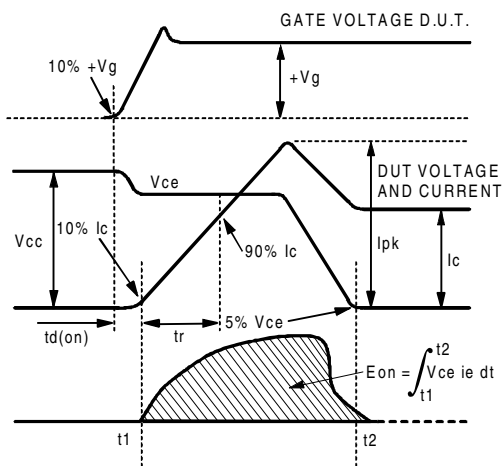 GATE VOLTAGE D.U.T.
10% +Vg
+Vg
Vce
DUT VOLTAGE
AND CURRENT
Vcc
10% Ic
90% Ic
Ipk
Ic
td(on)
tr
5% Vce
Eon = ∫ Vce ie dt
t2
t1
t1
t2